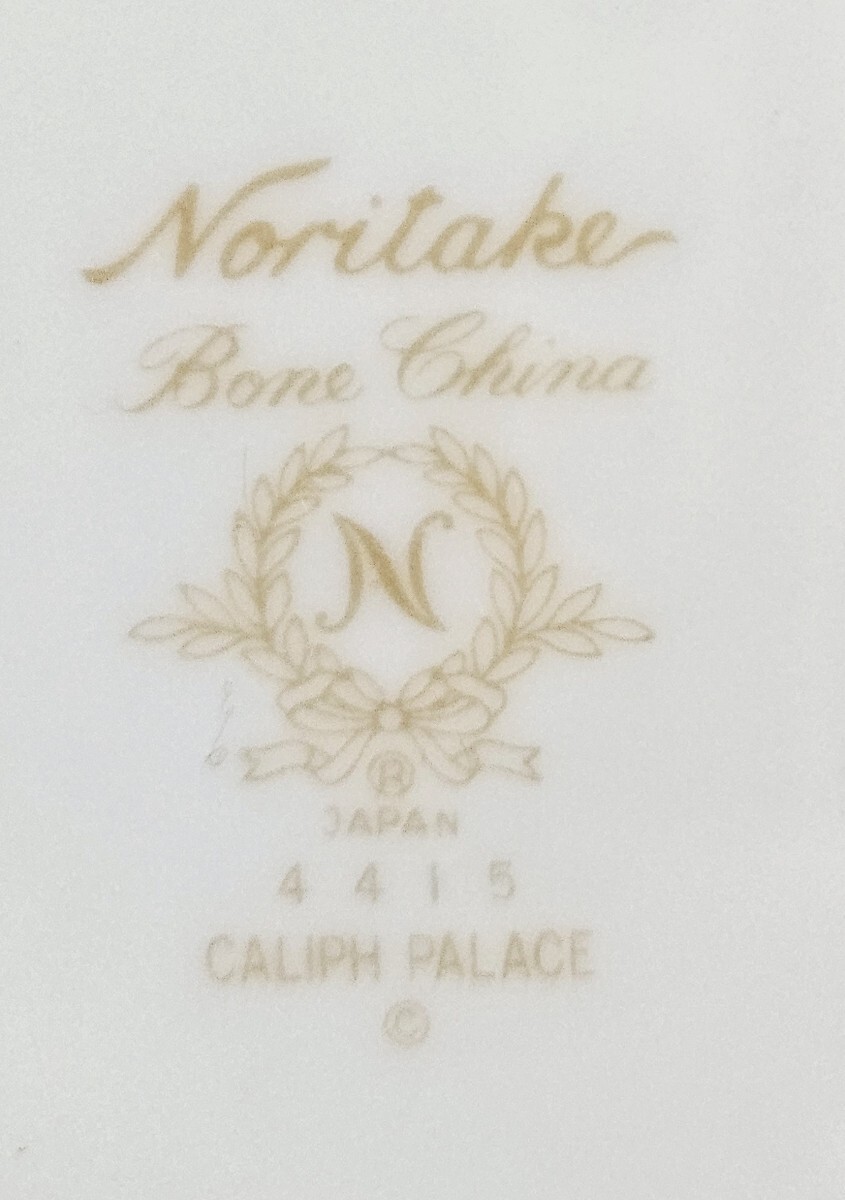 Noritake
Bone China
N
®
JAPAN
4415
CALIPH PALACE
©